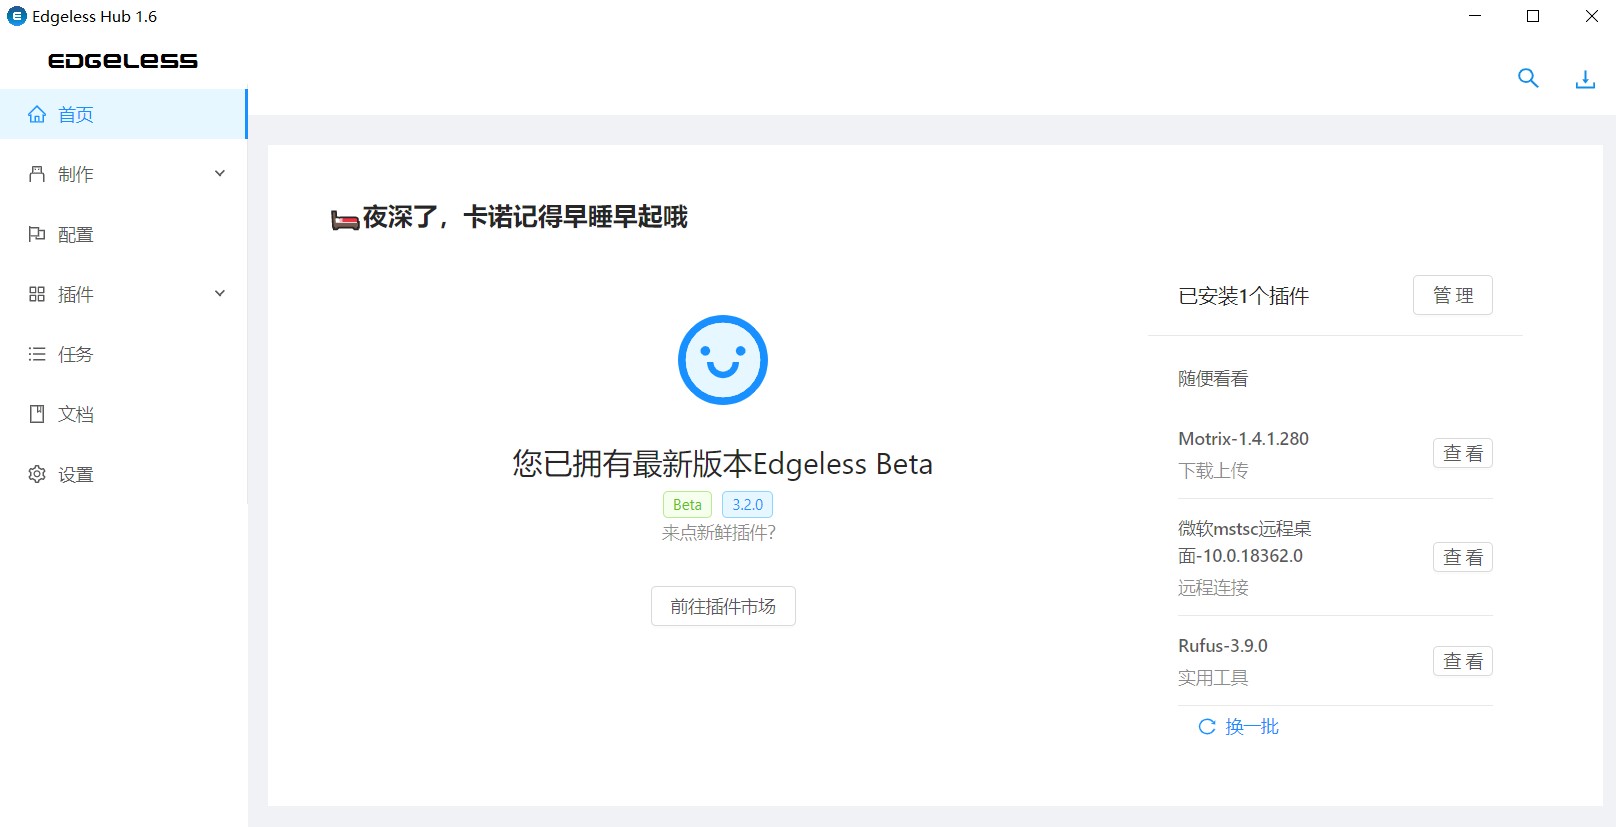 Edgeless Hub 1.6
EDGELESS
首页
制作
配置
插件
任务
文档
设置
夜深了，卡诺记得早睡早起哦
您已拥有最新版本Edgeless Beta
Beta 3.2.0
来点新鲜插件?
前往插件市场
已安装1个插件
管 理
随便看看
Motrix-1.4.1.280
下载上传
查 看
微软mstsc远程桌
面-10.0.18362.0
远程连接
查 看
Rufus-3.9.0
实用工具
查 看
换一批